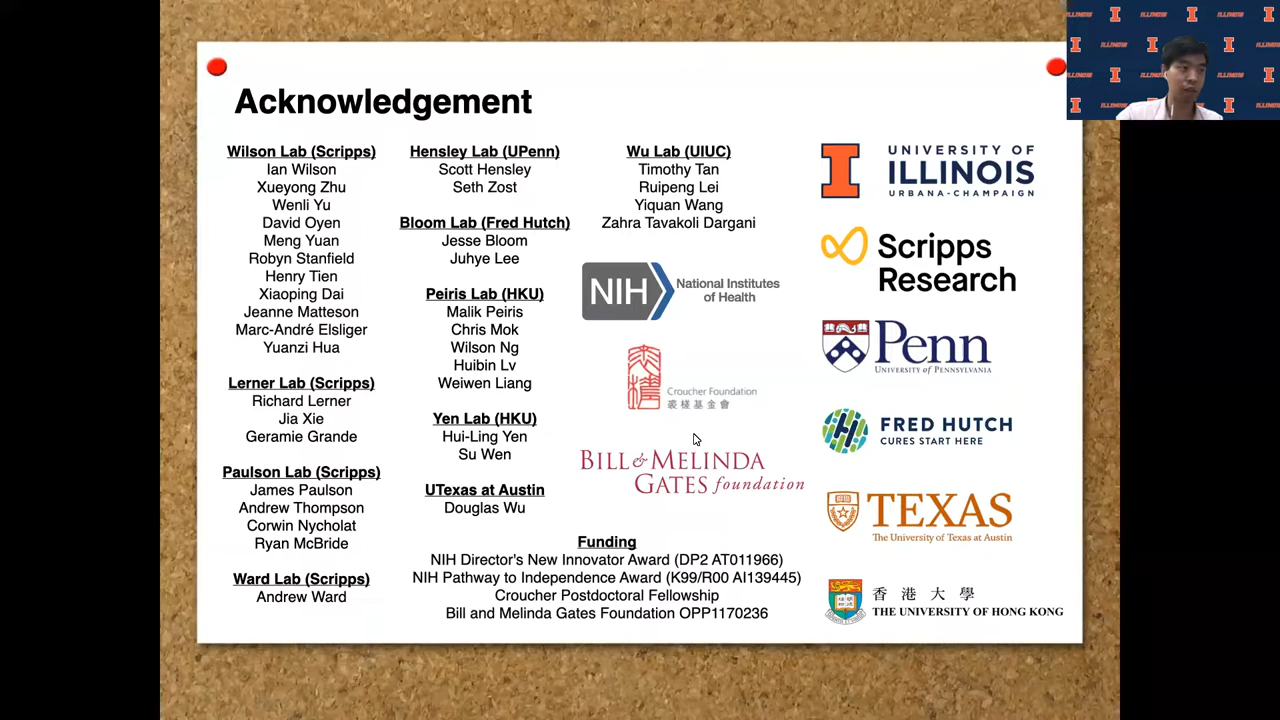 Acknowledgement
Wilson Lab (Scripps)
Ian Wilson
Xueyong Zhu
Wenli Yu
David Oyen
Meng Yuan
Robyn Stanfield
Henry Tien
Xiaoping Dai
Jeanne Matteson
Marc-André Elsliger
Yuanzi Hua
Lerner Lab (Scripps)
Richard Lerner
Jia Xie
Geramie Grande
Paulson Lab (Scripps)
James Paulson
Andrew Thompson
Corwin Nycholat
Ryan McBride
Ward Lab (Scripps)
Andrew Ward
Hensley Lab (UPenn)
Scott Hensley
Seth Zost
Bloom Lab (Fred Hutch)
Jesse Bloom
Juhye Lee
Peiris Lab (HKU)
Malik Peiris
Chris Mok
Wilson Ng
Huibin Lv
Weiwen Liang
Yen Lab (HKU)
Hui-Ling Yen
Su Wen
UTexas at Austin
Douglas Wu
Wu Lab (UIUC)
Timothy Tan
Ruipeng Lei
Yiquan Wang
Zahra Tavakoli Dargani
NIH
National Institutes
of Health
Croucher Foundation
裘槎基金會
BILL & MELINDA
GATES foundation
Funding
NIH Director's New Innovator Award (DP2 AT011966)
NIH Pathway to Independence Award (K99/R00 AI139445)
Croucher Postdoctoral Fellowship
Bill and Melinda Gates Foundation OPP1170236
UNIVERSITY OF
ILLINOIS
URBANA-CHAMPAIGN
Scripps
Research
Penn
UNIVERSITY OF PENNSYLVANIA
FRED HUTCH
CURES START HERE
TEXAS
The University of Texas at Austin
香港大學
THE UNIVERSITY OF HONG KONG